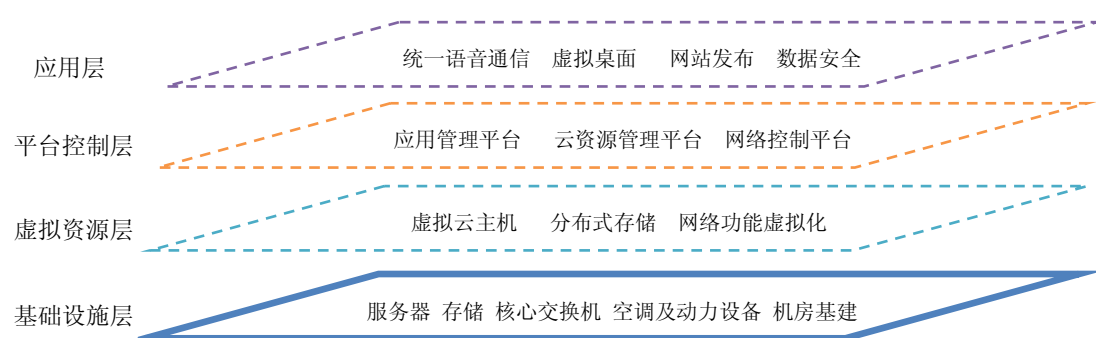 应用层 统一语音通信 虚拟桌面 网站发布 数据安全
平台控制层 应用管理平台 云资源管理平台 网络控制平台
虚拟资源层 虚拟云主机 分布式存储 网络功能虚拟化
基础设施层 服务器 存储 核心交换机 空调及动力设备 机房基建